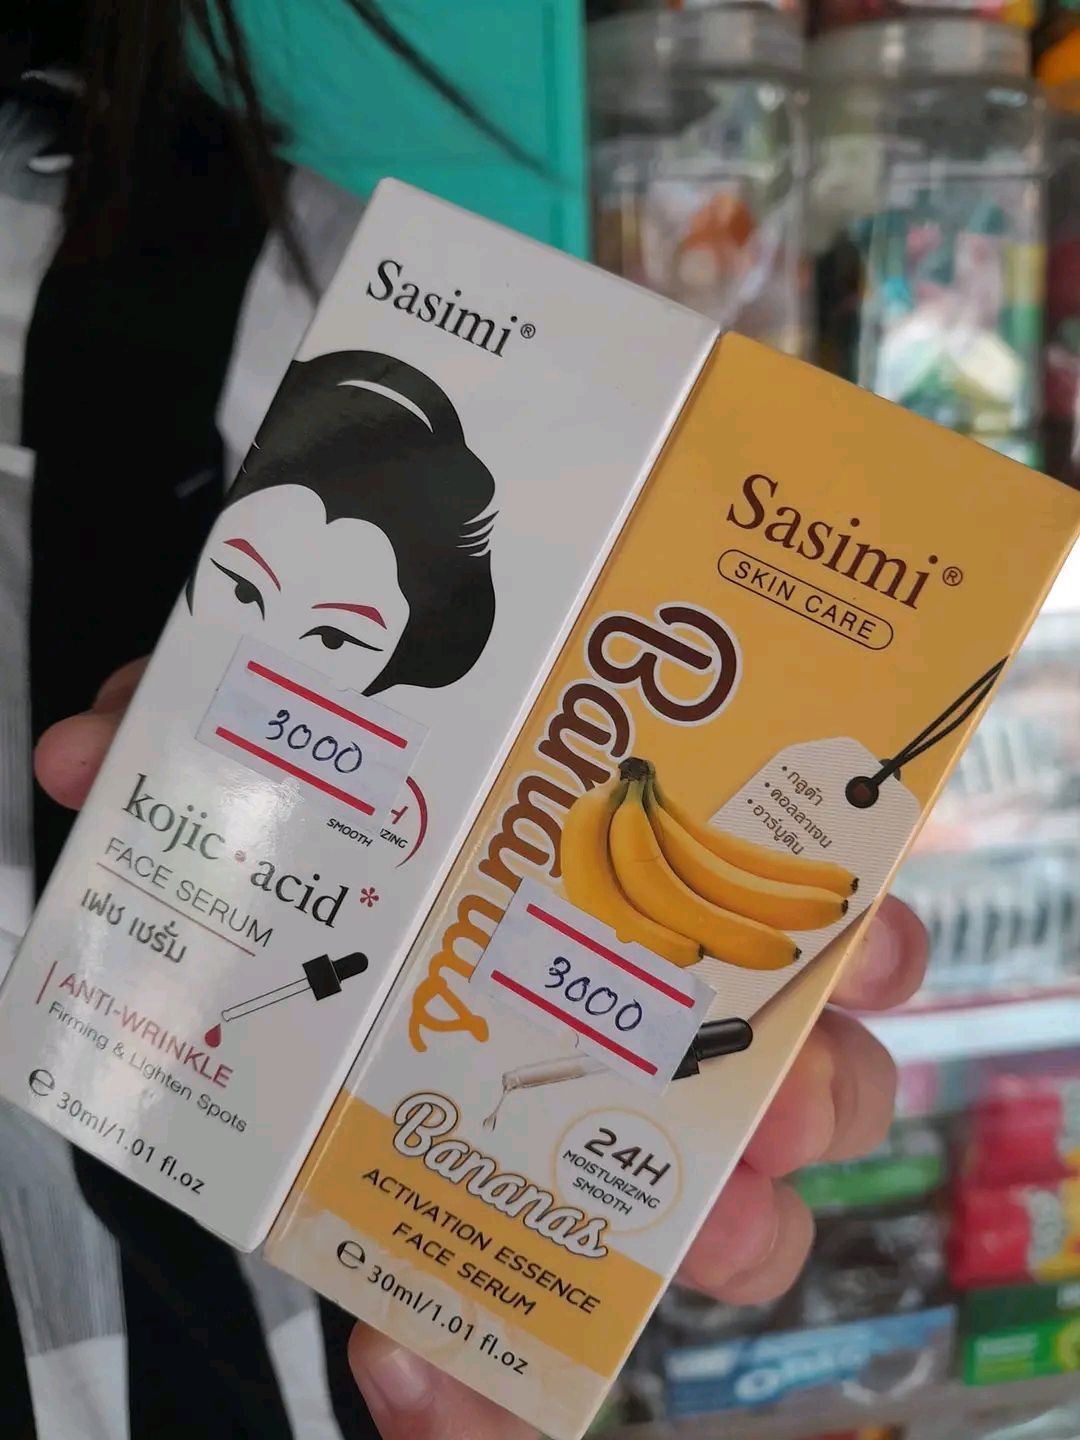 Sasimi®
3000
H
IZING
SMOOTH
kojic • acid*
FACE SERUM
เฟช เซรั่ม
ANTI-WRINKLE
Firming & Lighten Spots
℮ 30ml/1.01 fl.oz
Sasimi®
SKIN CARE
Bananas
• กลูต้า
• คอลลาเจน
• อาร์บูติน
3000
24H
MOISTURIZING
SMOOTH
Bananas
ACTIVATION ESSENCE
FACE SERUM
℮ 30ml/1.01 fl.oz